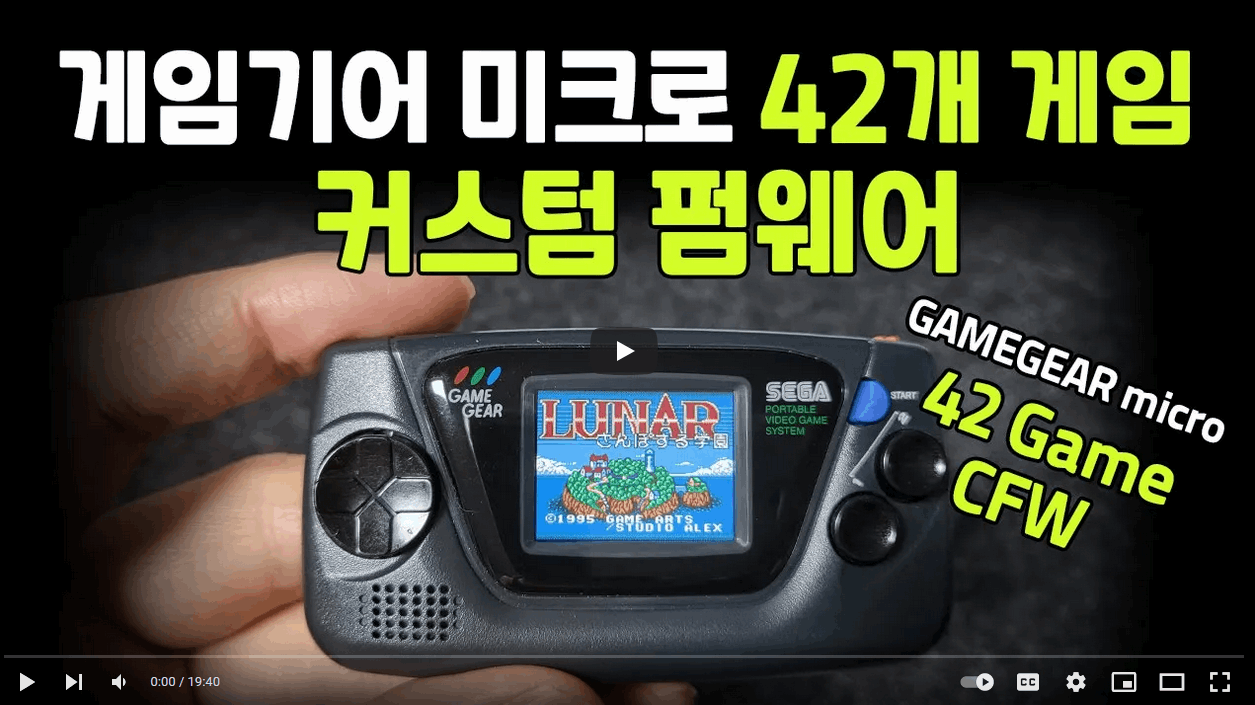 게임기어 미크로 42개 게임
커스텀 펌웨어
GAMEGEAR micro
42 Game
CFW
GAME
GEAR
SEGA
PORTABLE
VIDEO GAME
SYSTEM
START
LUNAR
さんぽする学園
©1995 GAME ARTS
/STUDIO ALEX
0:00 / 19:40
CC